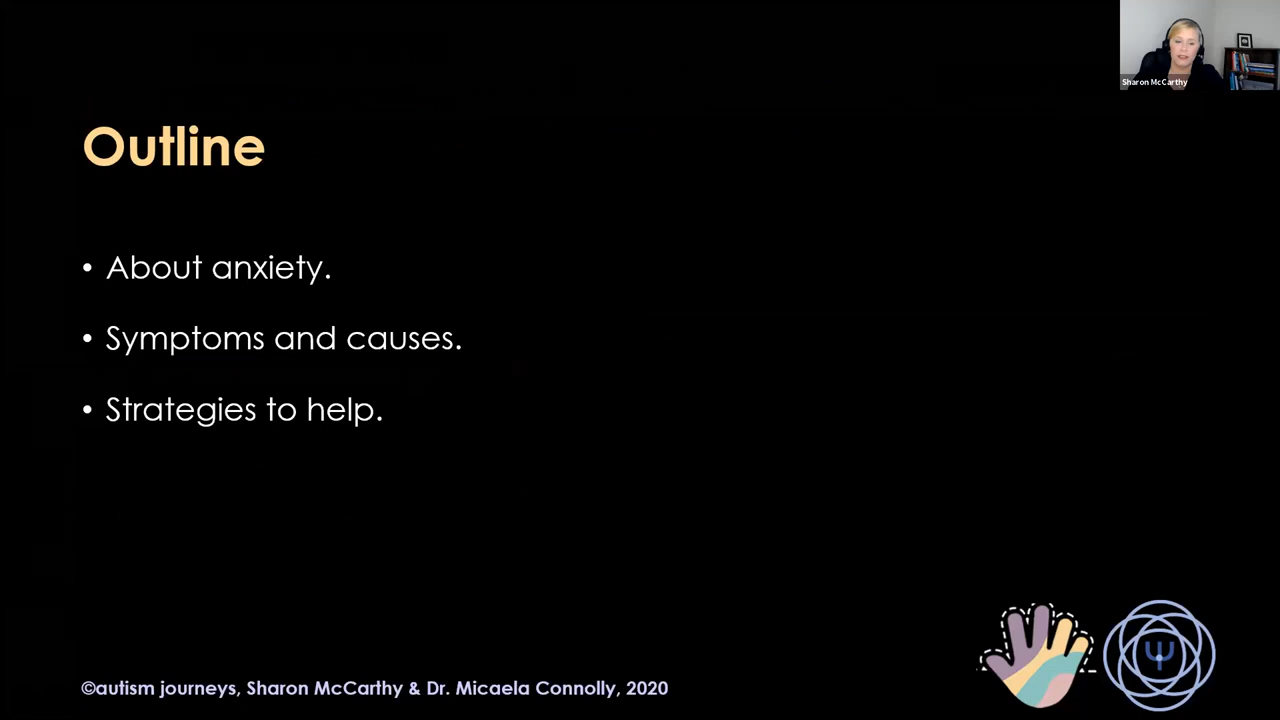 Sharon McCarthy
Outline
• About anxiety.
• Symptoms and causes.
• Strategies to help.
©autism journeys, Sharon McCarthy & Dr. Micaela Connolly, 2020
Ψ